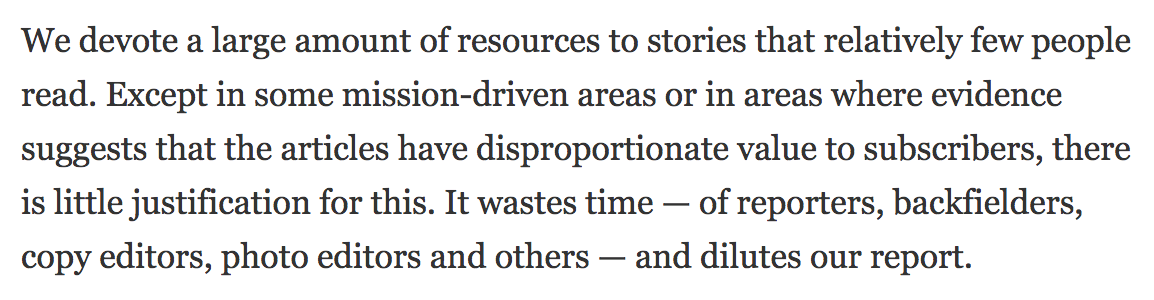 We devote a large amount of resources to stories that relatively few people
read. Except in some mission-driven areas or in areas where evidence
suggests that the articles have disproportionate value to subscribers, there
is little justification for this. It wastes time — of reporters, backfielders,
copy editors, photo editors and others — and dilutes our report.